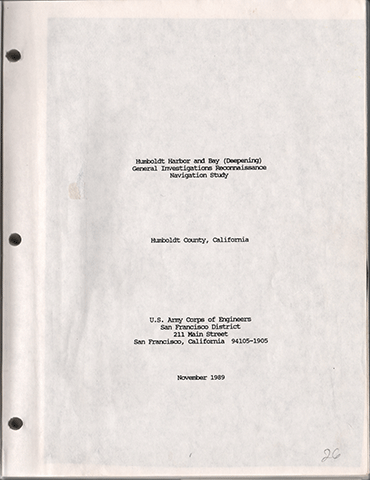 Humboldt Harbor and Bay (Deepening)
General Investigations Reconnaissance
Navigation Study
Humboldt County, California
U.S. Army Corps of Engineers
San Francisco District
211 Main Street
San Francisco, California 94105-1905
November 1989
26